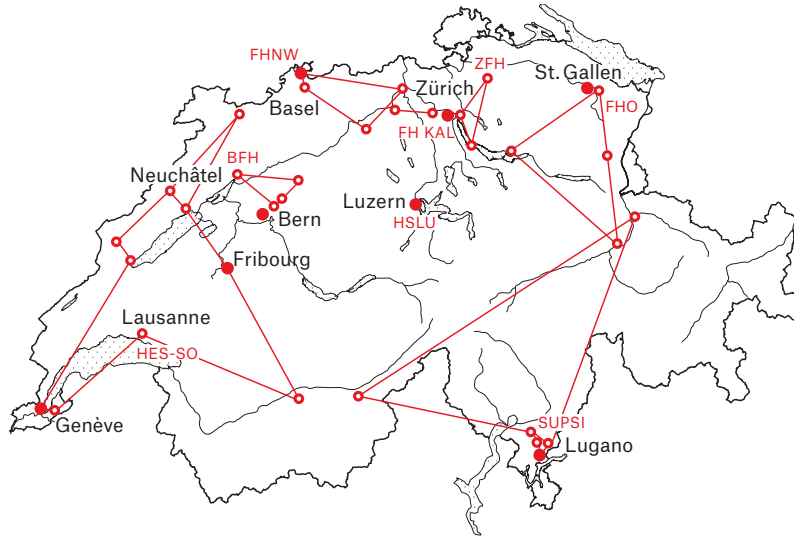 FHNW
ZFH
St. Gallen
Zürich
Basel
FHO
FH KAL
BFH
Neuchâtel
Luzern
Bern
HSLU
Fribourg
Lausanne
HES-SO
SUPSI
Genève
Lugano